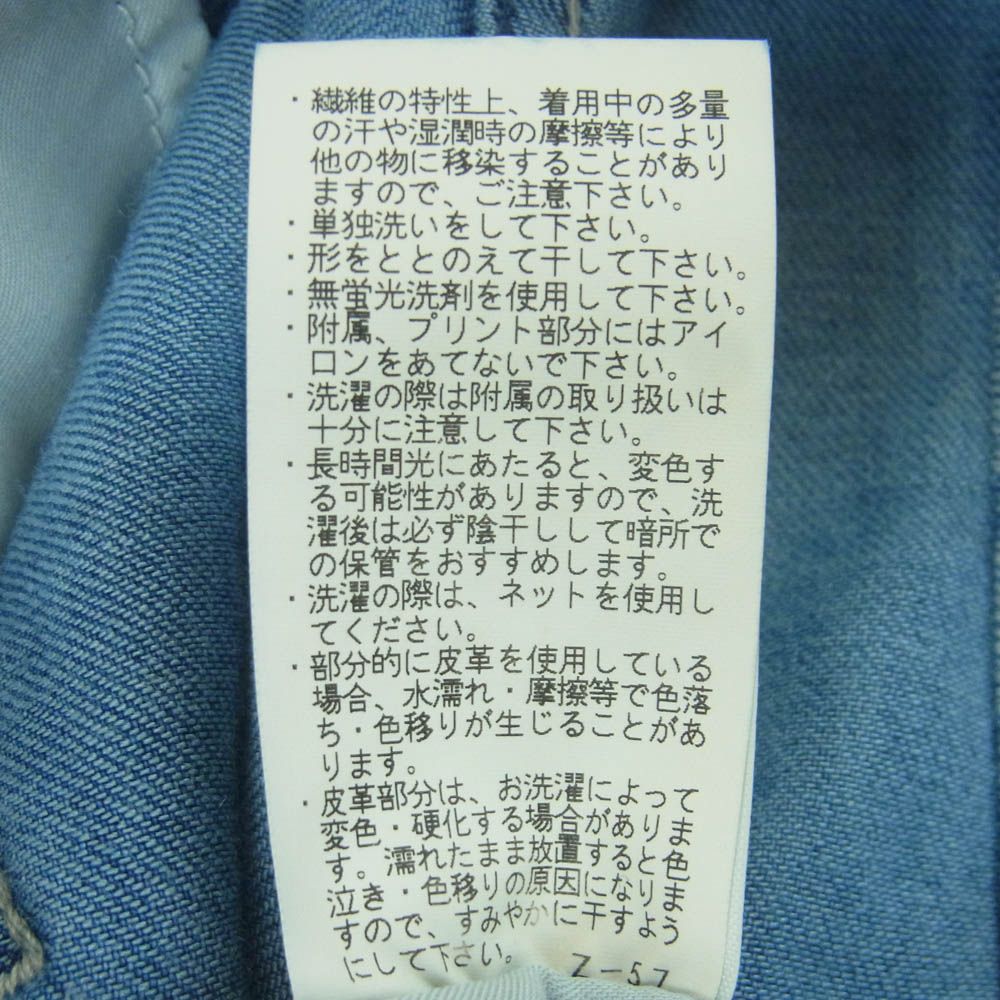 ・繊維の特性上、着用中の多量
の汗や湿潤時の摩擦等により
他の物に移染することがあり
ますので、ご注意下さい。
・単独洗いをして下さい。
・形をととのえて干して下さい。
・無蛍光洗剤を使用して下さい。
・附属、プリント部分にはアイ
ロンをあてないで下さい。
・洗濯の際は附属の取り扱いは
十分に注意して下さい。
・長時間光にあたると、変色す
る可能性がありますので、洗
濯後は必ず陰干しして暗所で
の保管をおすすめします。
・洗濯の際は、ネットを使用し
てください。
・部分的に皮革を使用している
場合、水濡れ・摩擦等で色落
ち・色移りが生じることがあ
ります。
・皮革部分は、お洗濯によって
変色・硬化する場合がありま
す。濡れたまま放置すると色
泣き・色移りの原因になりま
すので、すみやかに干すよう
にして下さい。
Z-57